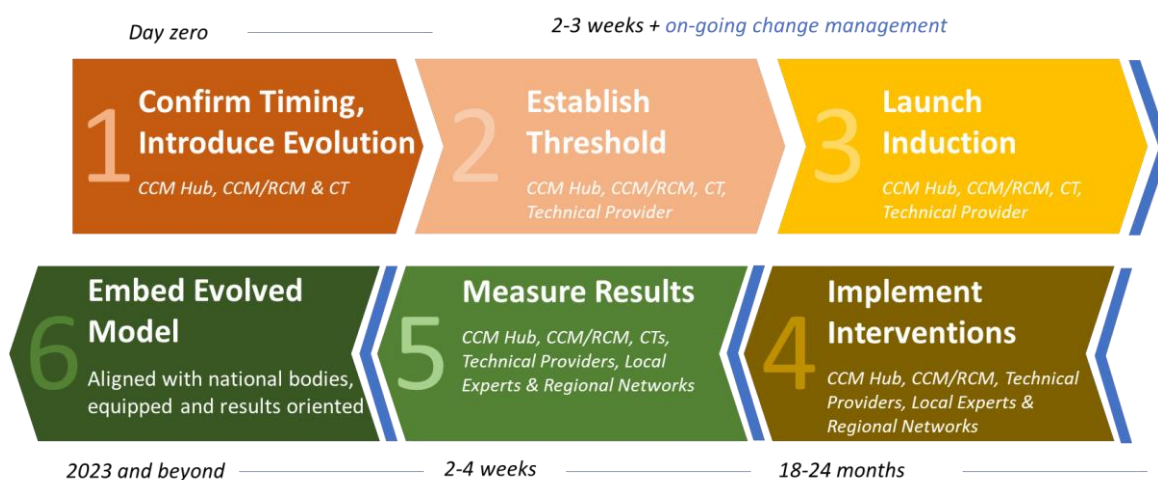 Day zero
2-3 weeks + on-going change management
1
Confirm Timing,
Introduce Evolution
CCM Hub, CCM/RCM & CT
2
Establish
Threshold
CCM Hub, CCM/RCM, CT,
Technical Provider
3
Launch
Induction
CCM Hub, CCM/RCM, CT,
Technical Provider
4
Implement
Interventions
CCM Hub, CCM/RCM, Technical
Providers, Local Experts &
Regional Networks
5
Measure Results
CCM Hub, CCM/RCM, CTs,
Technical Providers, Local
Experts & Regional Networks
6
Embed Evolved
Model
Aligned with national bodies,
equipped and results oriented
2023 and beyond
2-4 weeks
18-24 months